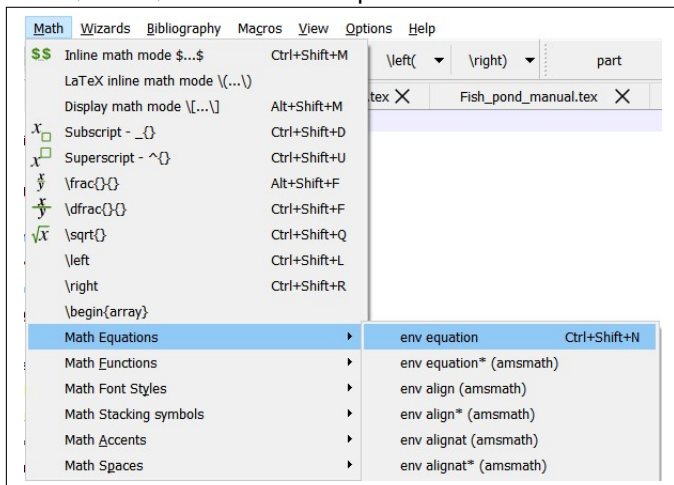 Math Wizards Bibliography Macros View Options Help
$$ Inline math mode $...$ Ctrl+Shift+M
\left( \right) part
LaTeX inline math mode \(...\)
Display math mode \[...\] Alt+Shift+M
.tex X Fish_pond_manual.tex X
Subscript - _{} Ctrl+Shift+D
Superscript - ^{} Ctrl+Shift+U
\frac{}{} Alt+Shift+F
\dfrac{}{} Ctrl+Shift+F
\sqrt{} Ctrl+Shift+Q
\left Ctrl+Shift+L
\right Ctrl+Shift+R
\begin{array}
Math Equations
env equation Ctrl+Shift+N
Math Functions
env equation* (amsmath)
Math Font Styles
env align (amsmath)
Math Stacking symbols
env align* (amsmath)
Math Accents
env alignat (amsmath)
Math Spaces
env alignat* (amsmath)